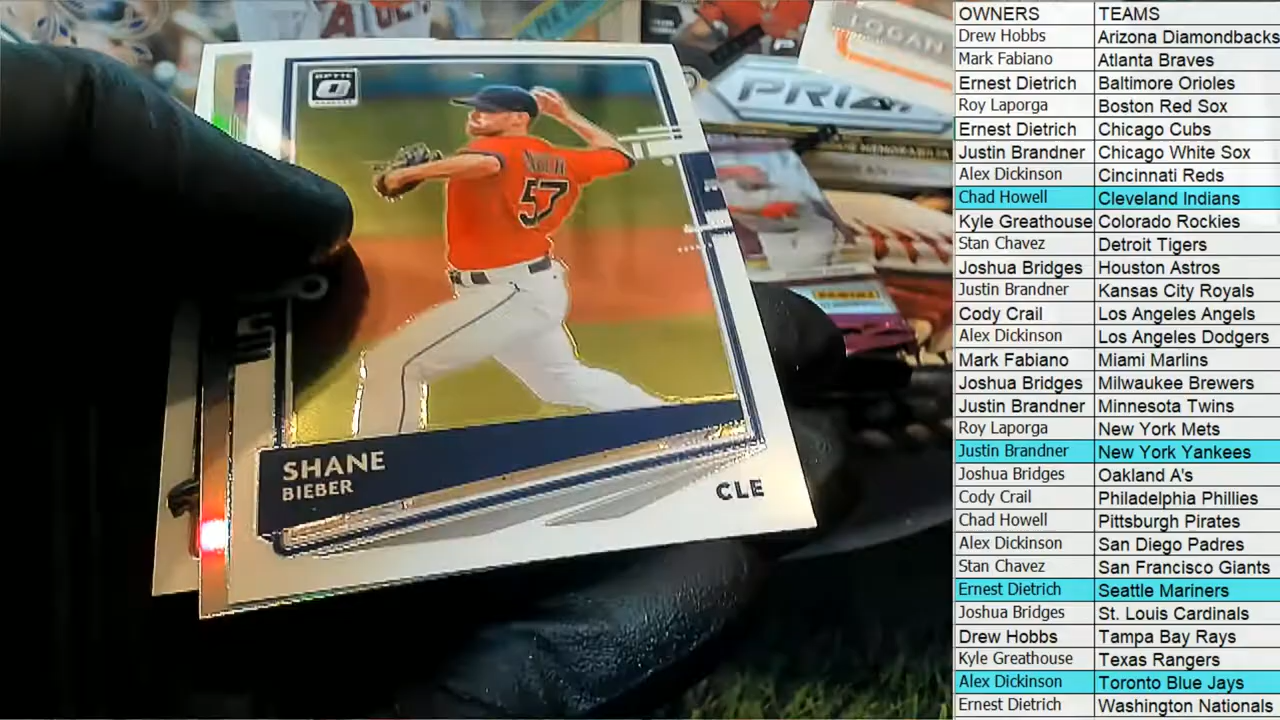 OPTIC
57
SHANE
BIEBER
CLE
LOGAN
PRIZM
PANINI
OWNERS TEAMS
Drew Hobbs Arizona Diamondbacks
Mark Fabiano Atlanta Braves
Ernest Dietrich Baltimore Orioles
Roy Laporga Boston Red Sox
Ernest Dietrich Chicago Cubs
Justin Brandner Chicago White Sox
Alex Dickinson Cincinnati Reds
Chad Howell Cleveland Indians
Kyle Greathouse Colorado Rockies
Stan Chavez Detroit Tigers
Joshua Bridges Houston Astros
Justin Brandner Kansas City Royals
Cody Crail Los Angeles Angels
Alex Dickinson Los Angeles Dodgers
Mark Fabiano Miami Marlins
Joshua Bridges Milwaukee Brewers
Justin Brandner Minnesota Twins
Roy Laporga New York Mets
Justin Brandner New York Yankees
Joshua Bridges Oakland A's
Cody Crail Philadelphia Phillies
Chad Howell Pittsburgh Pirates
Alex Dickinson San Diego Padres
Stan Chavez San Francisco Giants
Ernest Dietrich Seattle Mariners
Joshua Bridges St. Louis Cardinals
Drew Hobbs Tampa Bay Rays
Kyle Greathouse Texas Rangers
Alex Dickinson Toronto Blue Jays
Ernest Dietrich Washington Nationals